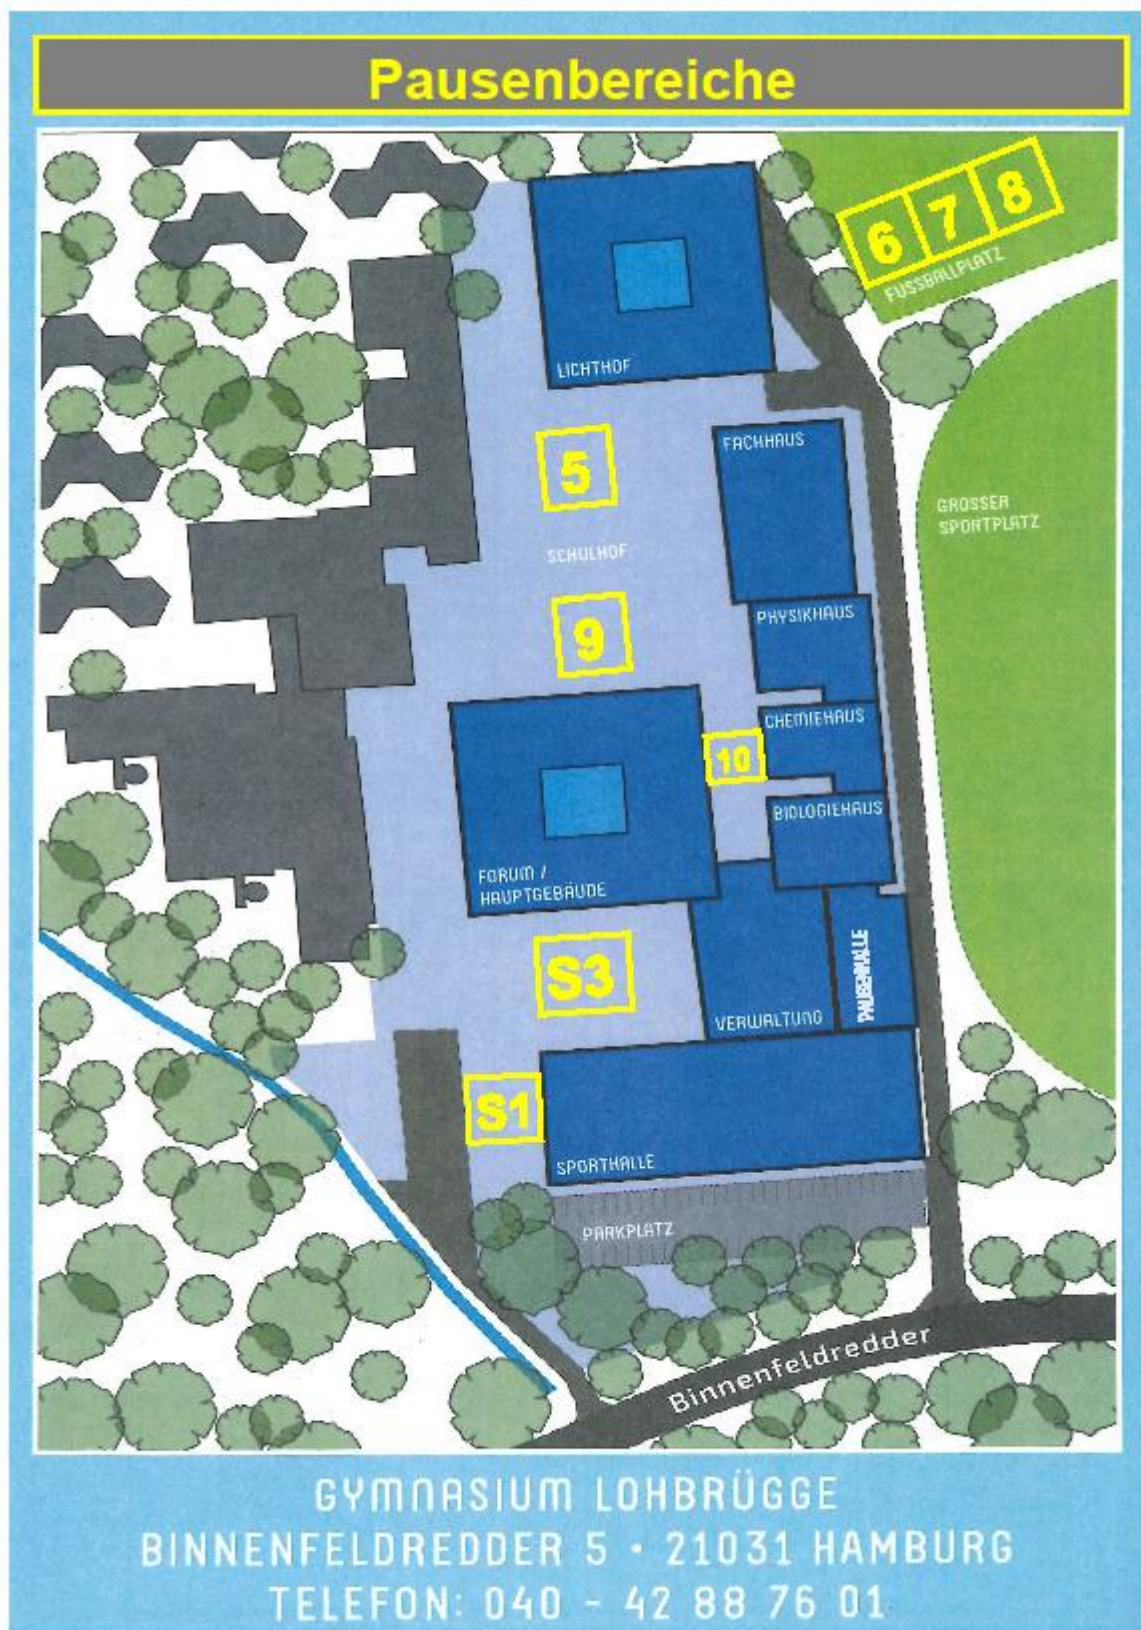 Pausenbereiche
6 7 8
FUSSBALLPLATZ
LICHTHOF
FACHHAUS
5
GROSSER
SPORTPLATZ
SCHULHOF
PHYSIKHAUS
9
CHEMIEHAUS
10
BIOLOGIEHAUS
FORUM /
HAUPTGEBÄUDE
S3
PAUSENHALLE
VERWALTUNG
S1
SPORTHALLE
PARKPLATZ
Binnenfeldredder
GYMNASIUM LOHBRÜGGE
BINNENFELDREDDER 5 • 21031 HAMBURG
TELEFON: 040 - 42 88 76 01